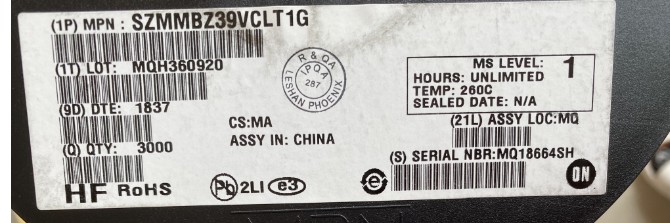 (1P) MPN : SZMMBZ39VCLT1G
(1T) LOT: MQH360920
(9D) DTE: 1837
(Q) QTY: 3000
HF RoHS
R & QA
IPQA
287
LESHAN PHOENIX
CS:MA
ASSY IN: CHINA
Pb 2LI e3
e
MS LEVEL: 1
HOURS: UNLIMITED
TEMP: 260C
SEALED DATE: N/A
(21L) ASSY LOC:MQ
(S) SERIAL NBR:MQ18664SH
ON